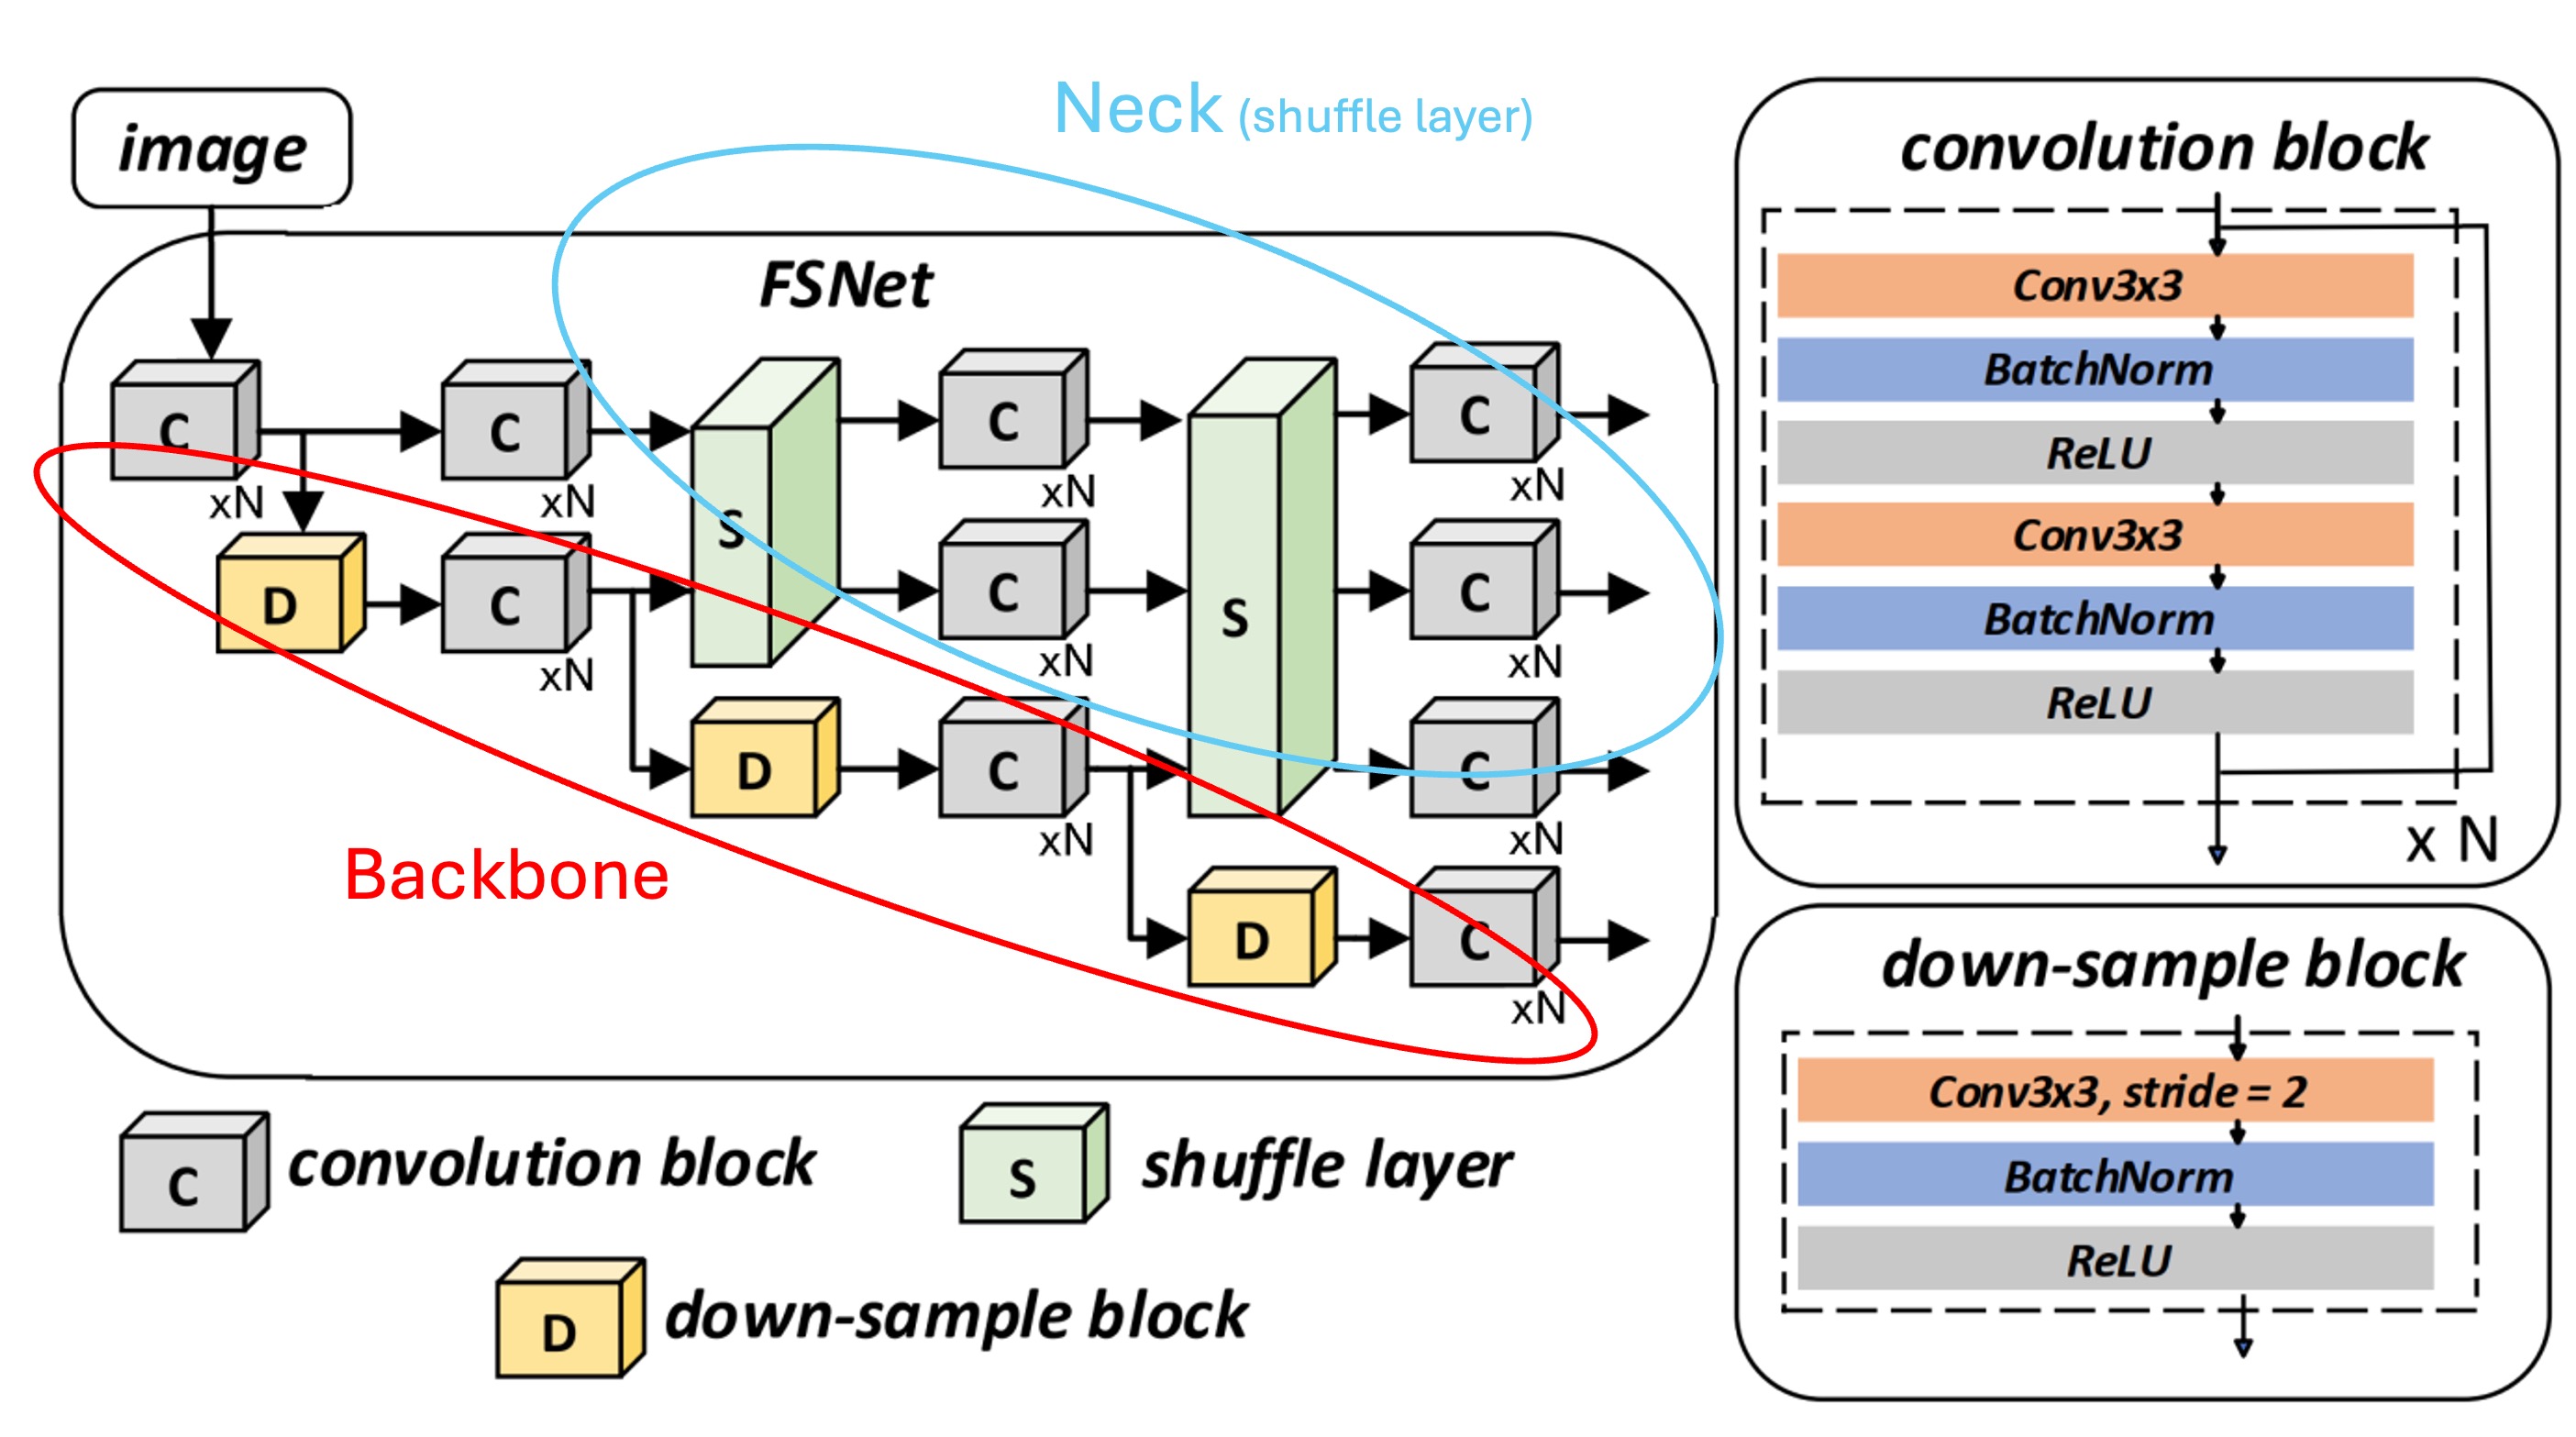 Neck (shuffle layer)
image
FSNet
C
xN
C
xN
S
C
xN
S
C
xN
D
C
xN
C
xN
C
xN
D
C
xN
C
xN
D
C
xN
Backbone
C convolution block
S shuffle layer
D down-sample block
convolution block
Conv3x3
BatchNorm
ReLU
Conv3x3
BatchNorm
ReLU
x N
down-sample block
Conv3x3, stride = 2
BatchNorm
ReLU